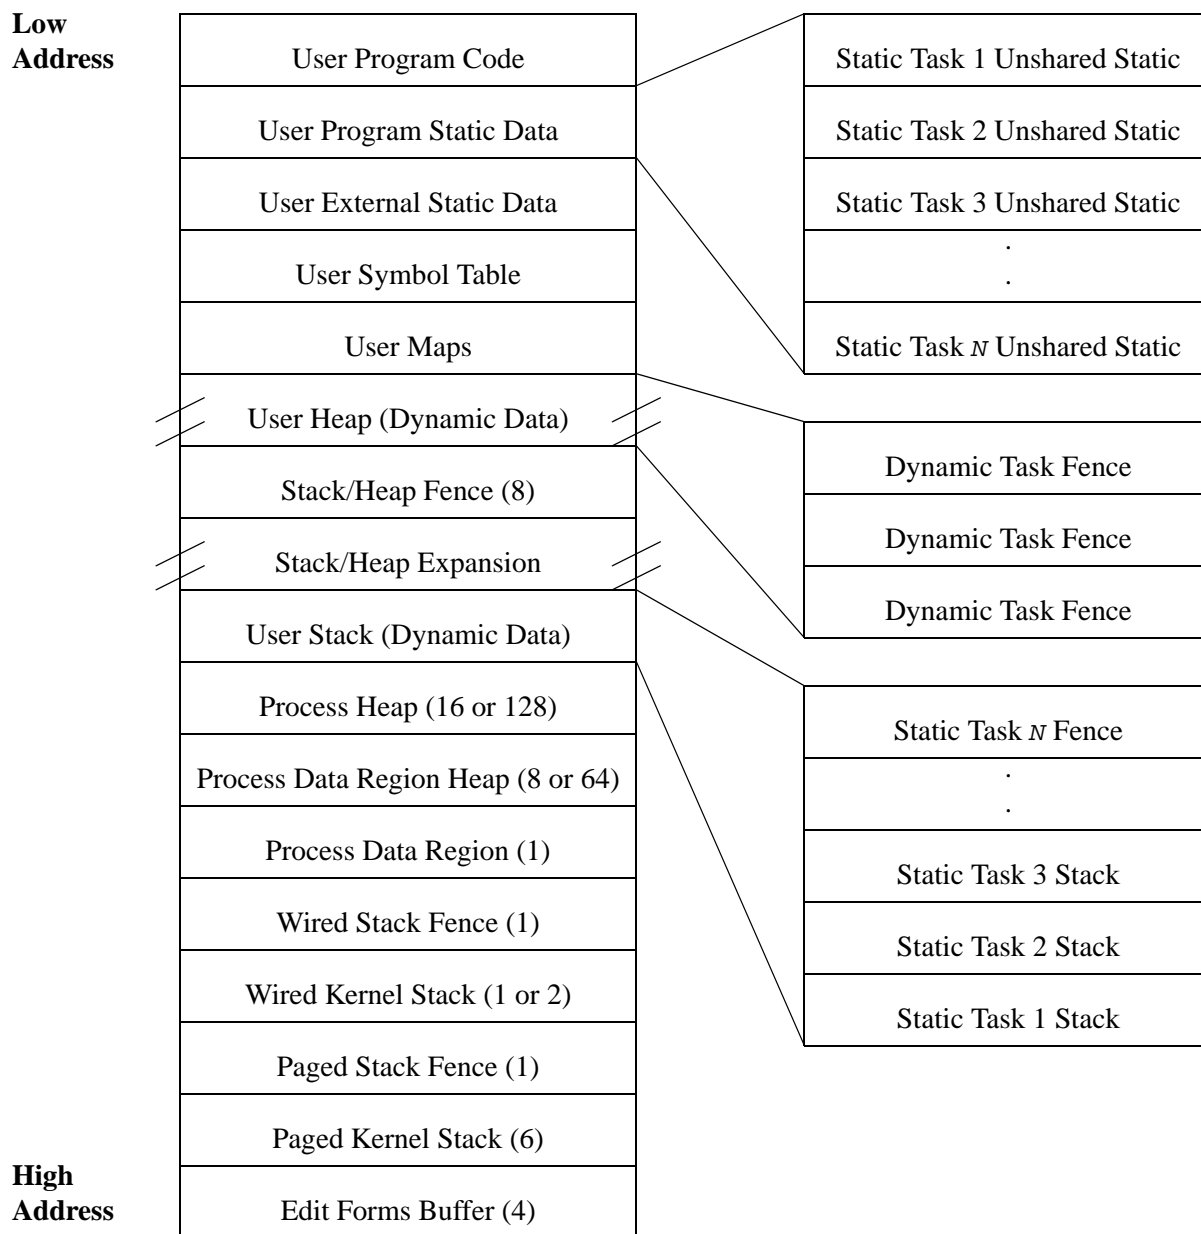 Low
Address
User Program Code
User Program Static Data
User External Static Data
User Symbol Table
User Maps
User Heap (Dynamic Data)
Stack/Heap Fence (8)
Stack/Heap Expansion
User Stack (Dynamic Data)
Process Heap (16 or 128)
Process Data Region Heap (8 or 64)
Process Data Region (1)
Wired Stack Fence (1)
Wired Kernel Stack (1 or 2)
Paged Stack Fence (1)
Paged Kernel Stack (6)
Edit Forms Buffer (4)
High
Address
Static Task 1 Unshared Static
Static Task 2 Unshared Static
Static Task 3 Unshared Static
.
.
Static Task N Unshared Static
Dynamic Task Fence
Dynamic Task Fence
Dynamic Task Fence
Static Task N Fence
.
.
Static Task 3 Stack
Static Task 2 Stack
Static Task 1 Stack